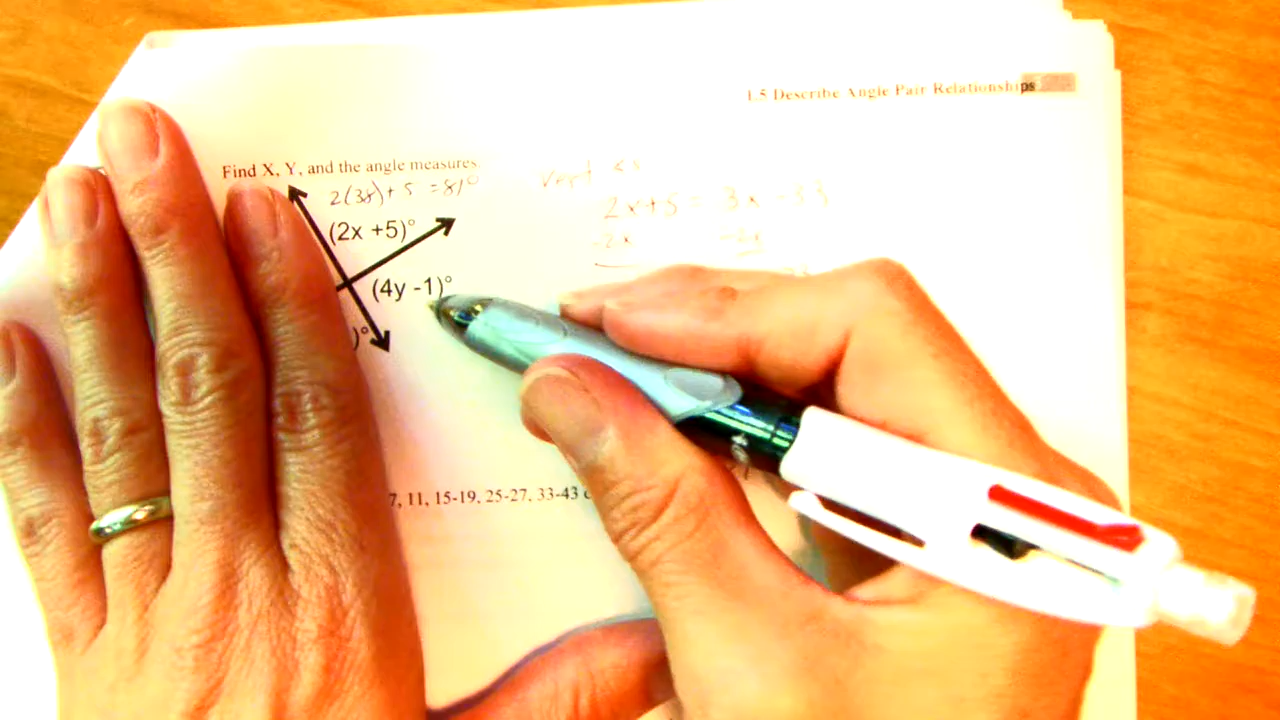 1.5 Describe Angle Pair Relationships
Find X, Y, and the angle measures.
vert ∠s
2(38)+5 = 81°
2x+5 = 3x -33
(2x +5)°
-2x
(4y -1)°
)°
7, 11, 15-19, 25-27, 33-43